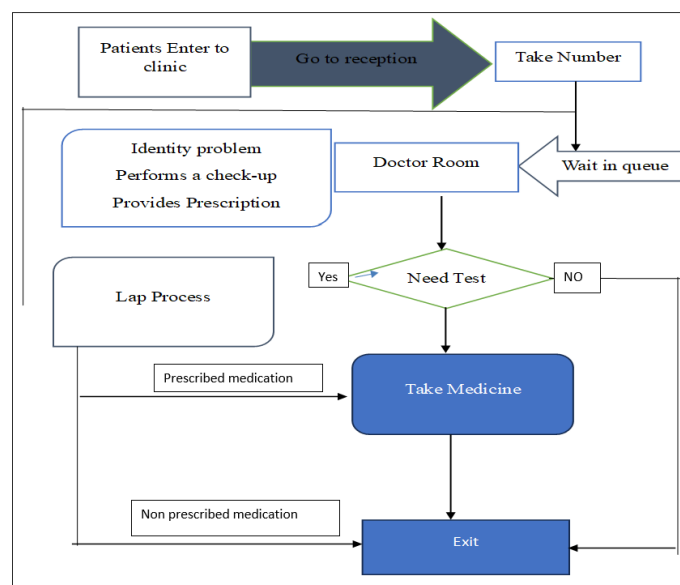 Patients Enter to
clinic
Go to reception
Take Number
Identity problem
Performs a check-up
Provides Prescription
Doctor Room
Wait in queue
Yes
Need Test
NO
Lap Process
Prescribed medication
Take Medicine
Non prescribed medication
Exit